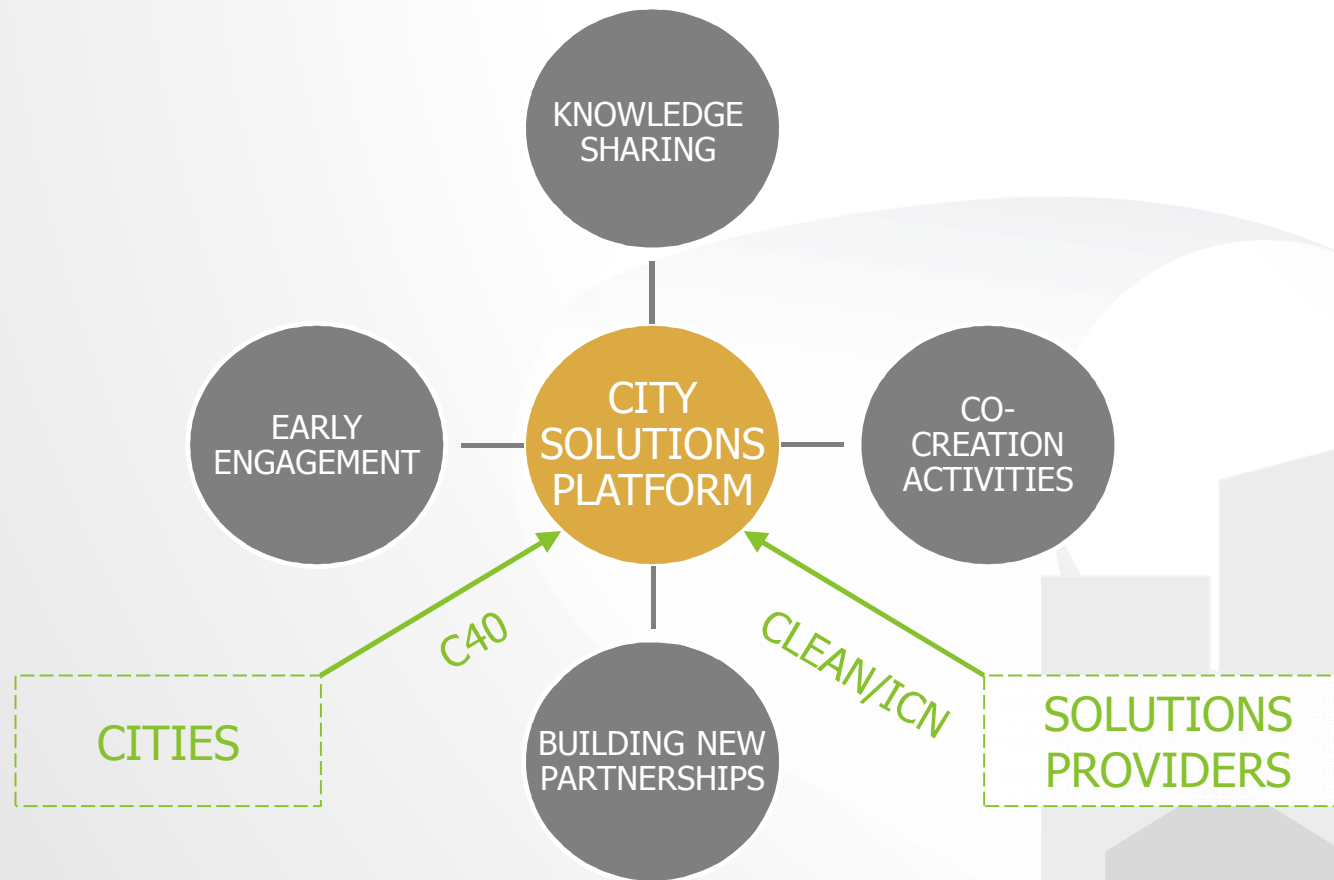 KNOWLEDGE
SHARING
EARLY
ENGAGEMENT
CITY
SOLUTIONS
PLATFORM
CO-
CREATION
ACTIVITIES
C40
CLEAN/ICN
CITIES
BUILDING NEW
PARTNERSHIPS
SOLUTIONS
PROVIDERS